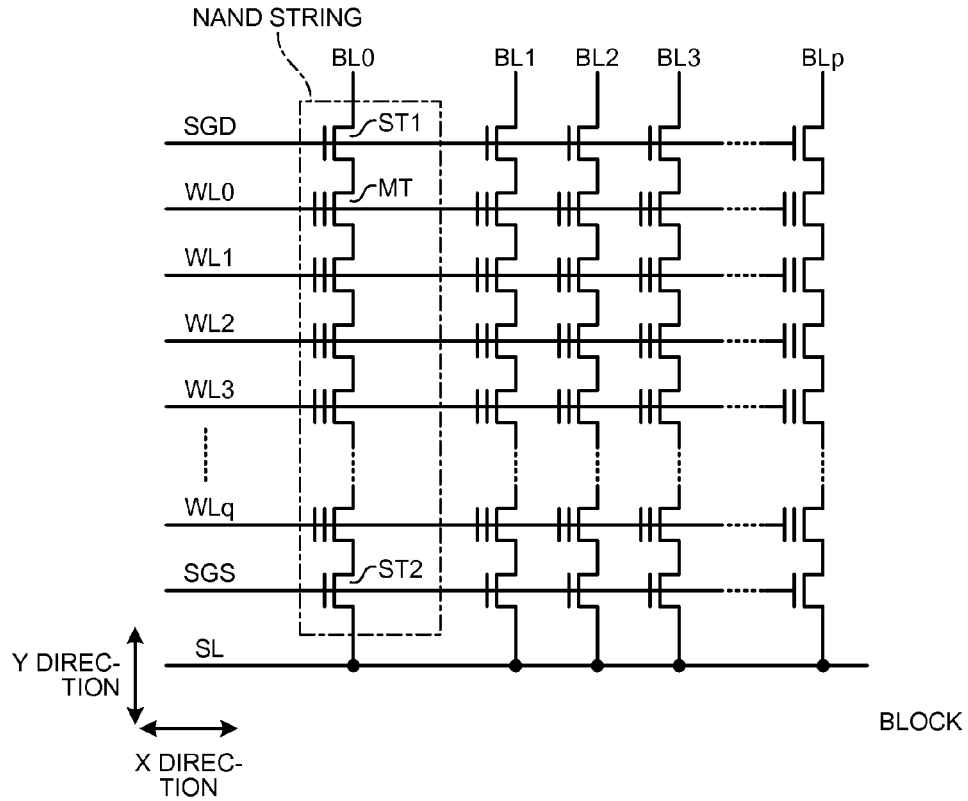 NAND STRING
BL0 BL1 BL2 BL3 BLp
SGD ST1
WL0 MT
WL1
WL2
WL3
WLq
SGS ST2
SL
Y DIREC-
TION
X DIREC-
TION
BLOCK